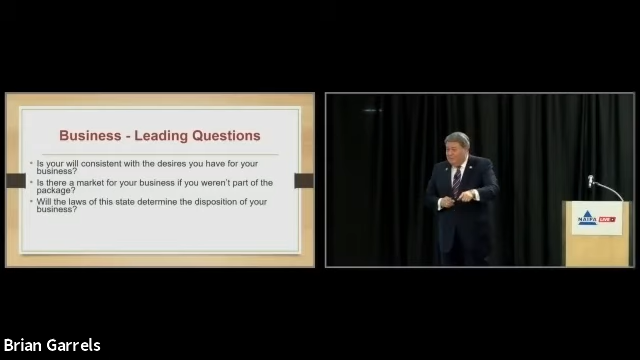 Business - Leading Questions
• Is your will consistent with the desires you have for your
business?
• Is there a market for your business if you weren't part of the
package?
• Will the laws of this state determine the disposition of your
business?
NAIFA LIVE
Brian Garrels